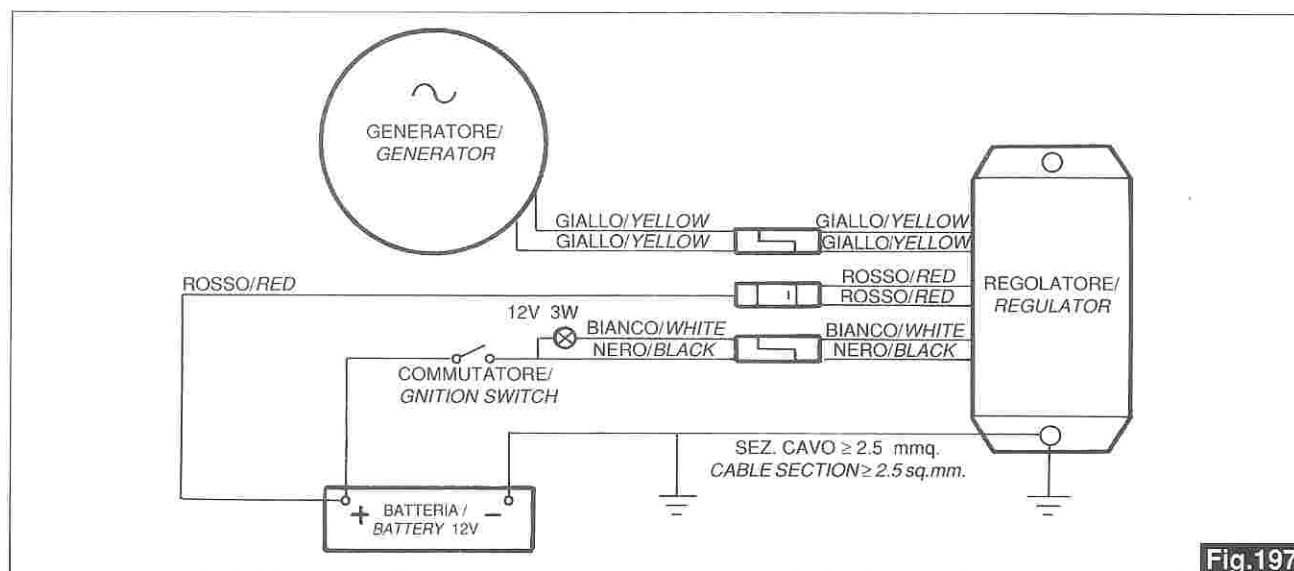 GENERATORE/
GENERATOR
GIALLO/YELLOW
GIALLO/YELLOW
GIALLO/YELLOW
GIALLO/YELLOW
ROSSO/RED
ROSSO/RED
ROSSO/RED
REGOLATORE/
REGULATOR
12V 3W
BIANCO/WHITE
BIANCO/WHITE
NERO/BLACK
NERO/BLACK
COMMUTATORE/
GNITION SWITCH
SEZ. CAVO ≥ 2.5 mmq.
CABLE SECTION ≥ 2.5 sq.mm.
+ BATTERIA / −
BATTERY 12V
Fig.197